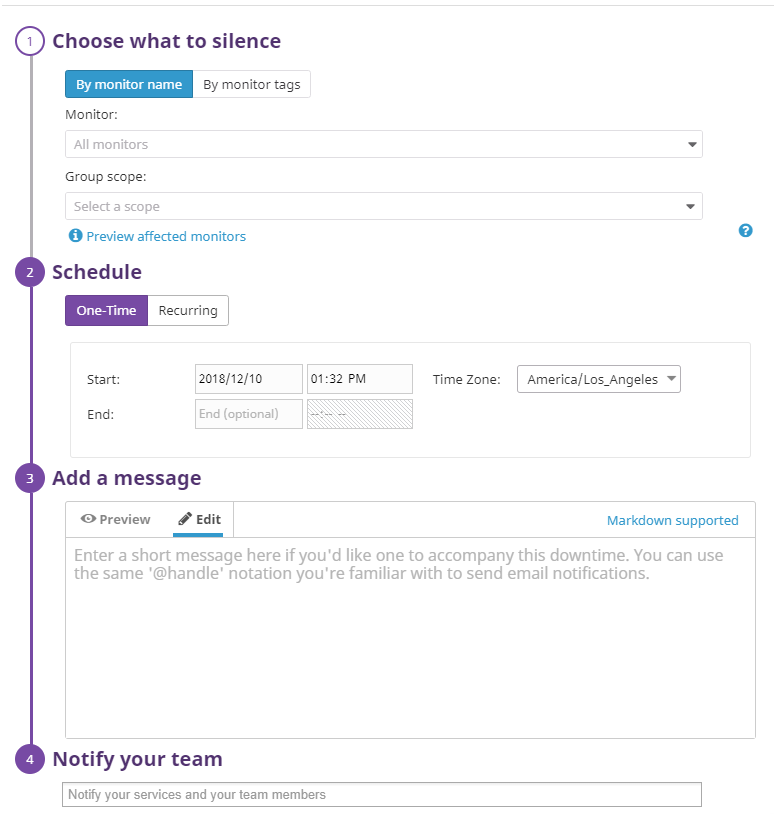 1 Choose what to silence
By monitor name By monitor tags
Monitor:
All monitors
Group scope:
Select a scope
Preview affected monitors
2 Schedule
One-Time Recurring
Start: 2018/12/10 01:32 PM Time Zone: America/Los_Angeles
End: End (optional) --:-- --
3 Add a message
Preview Edit Markdown supported
Enter a short message here if you'd like one to accompany this downtime. You can use
the same '@handle' notation you're familiar with to send email notifications.
4 Notify your team
Notify your services and your team members